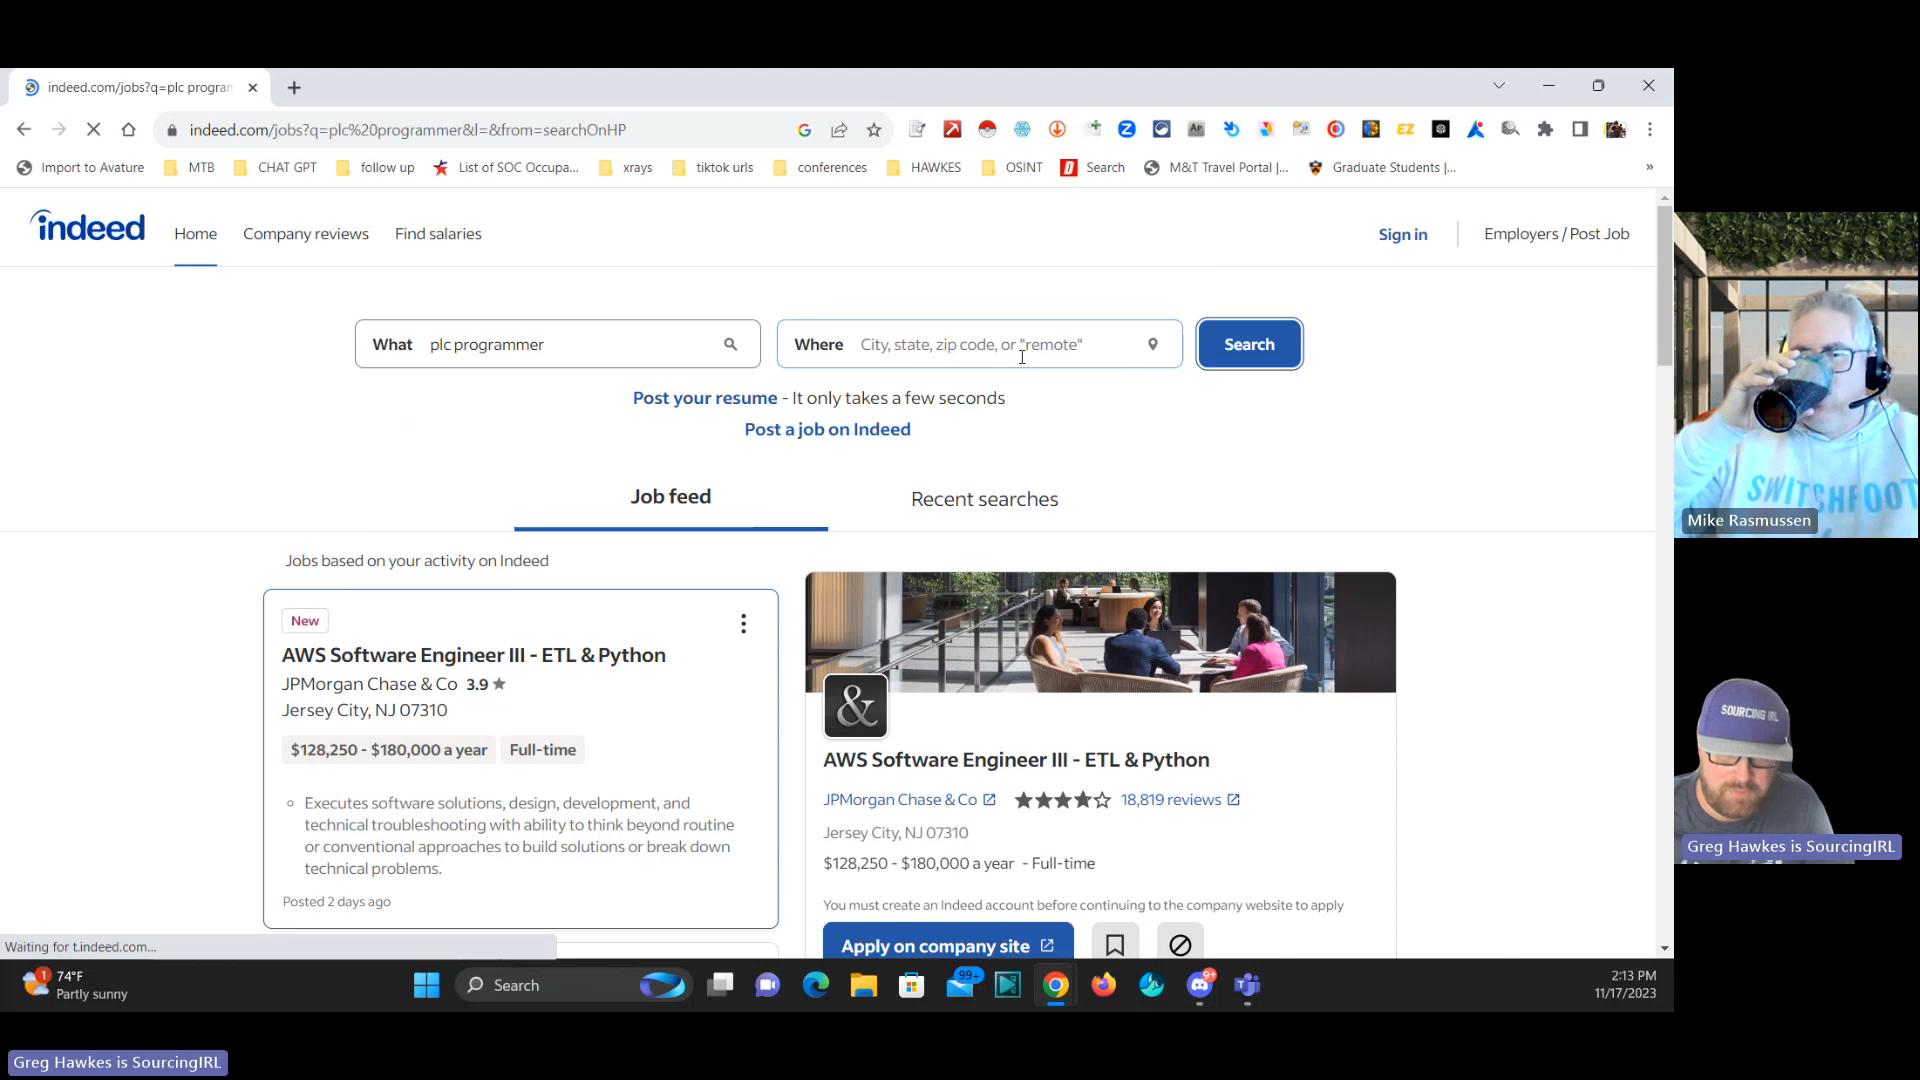 indeed.com/jobs?q=plc program
indeed.com/jobs?q=plc%20programmer&l=&from=searchOnHP
AP
EZ
Import to Avature
MTB
CHAT GPT
follow up
List of SOC Occupa...
xrays
tiktok urls
conferences
HAWKES
OSINT
Search
M&T Travel Portal |...
Graduate Students |...
»
indeed
Home
Company reviews
Find salaries
Sign in
Employers / Post Job
What plc programmer
Where City, state, zip code, or "remote"
Search
Post your resume - It only takes a few seconds
Post a job on Indeed
Job feed
Recent searches
Jobs based on your activity on Indeed
New
AWS Software Engineer III - ETL & Python
JPMorgan Chase & Co 3.9 ★
Jersey City, NJ 07310
$128,250 - $180,000 a year
Full-time
Executes software solutions, design, development, and
technical troubleshooting with ability to think beyond routine
or conventional approaches to build solutions or break down
technical problems.
Posted 2 days ago
&
AWS Software Engineer III - ETL & Python
JPMorgan Chase & Co
18,819 reviews
Jersey City, NJ 07310
$128,250 - $180,000 a year - Full-time
You must create an Indeed account before continuing to the company website to apply
Apply on company site
Waiting for t.indeed.com...
1
74°F
Partly sunny
Search
99+
9+
2:13 PM
11/17/2023
SWITCHFOOT
Mike Rasmussen
SOURCING IRL
Greg Hawkes is SourcingIRL
Greg Hawkes is SourcingIRL